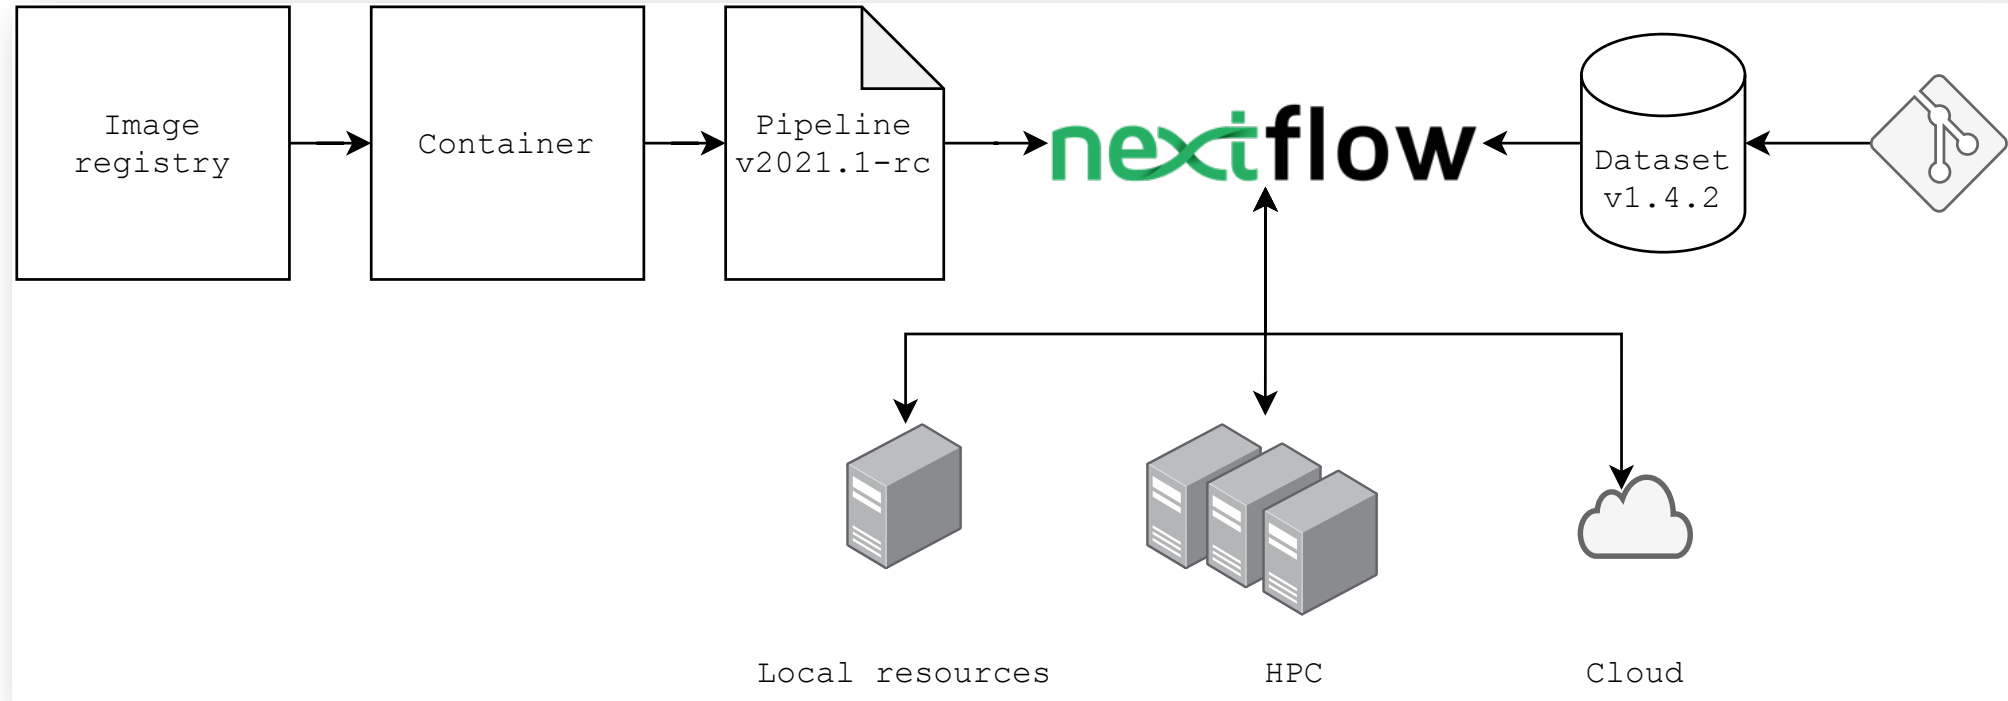 Image
registry
Container
Pipeline
v2021.1-rc
nextflow
Dataset
v1.4.2
Local resources
HPC
Cloud